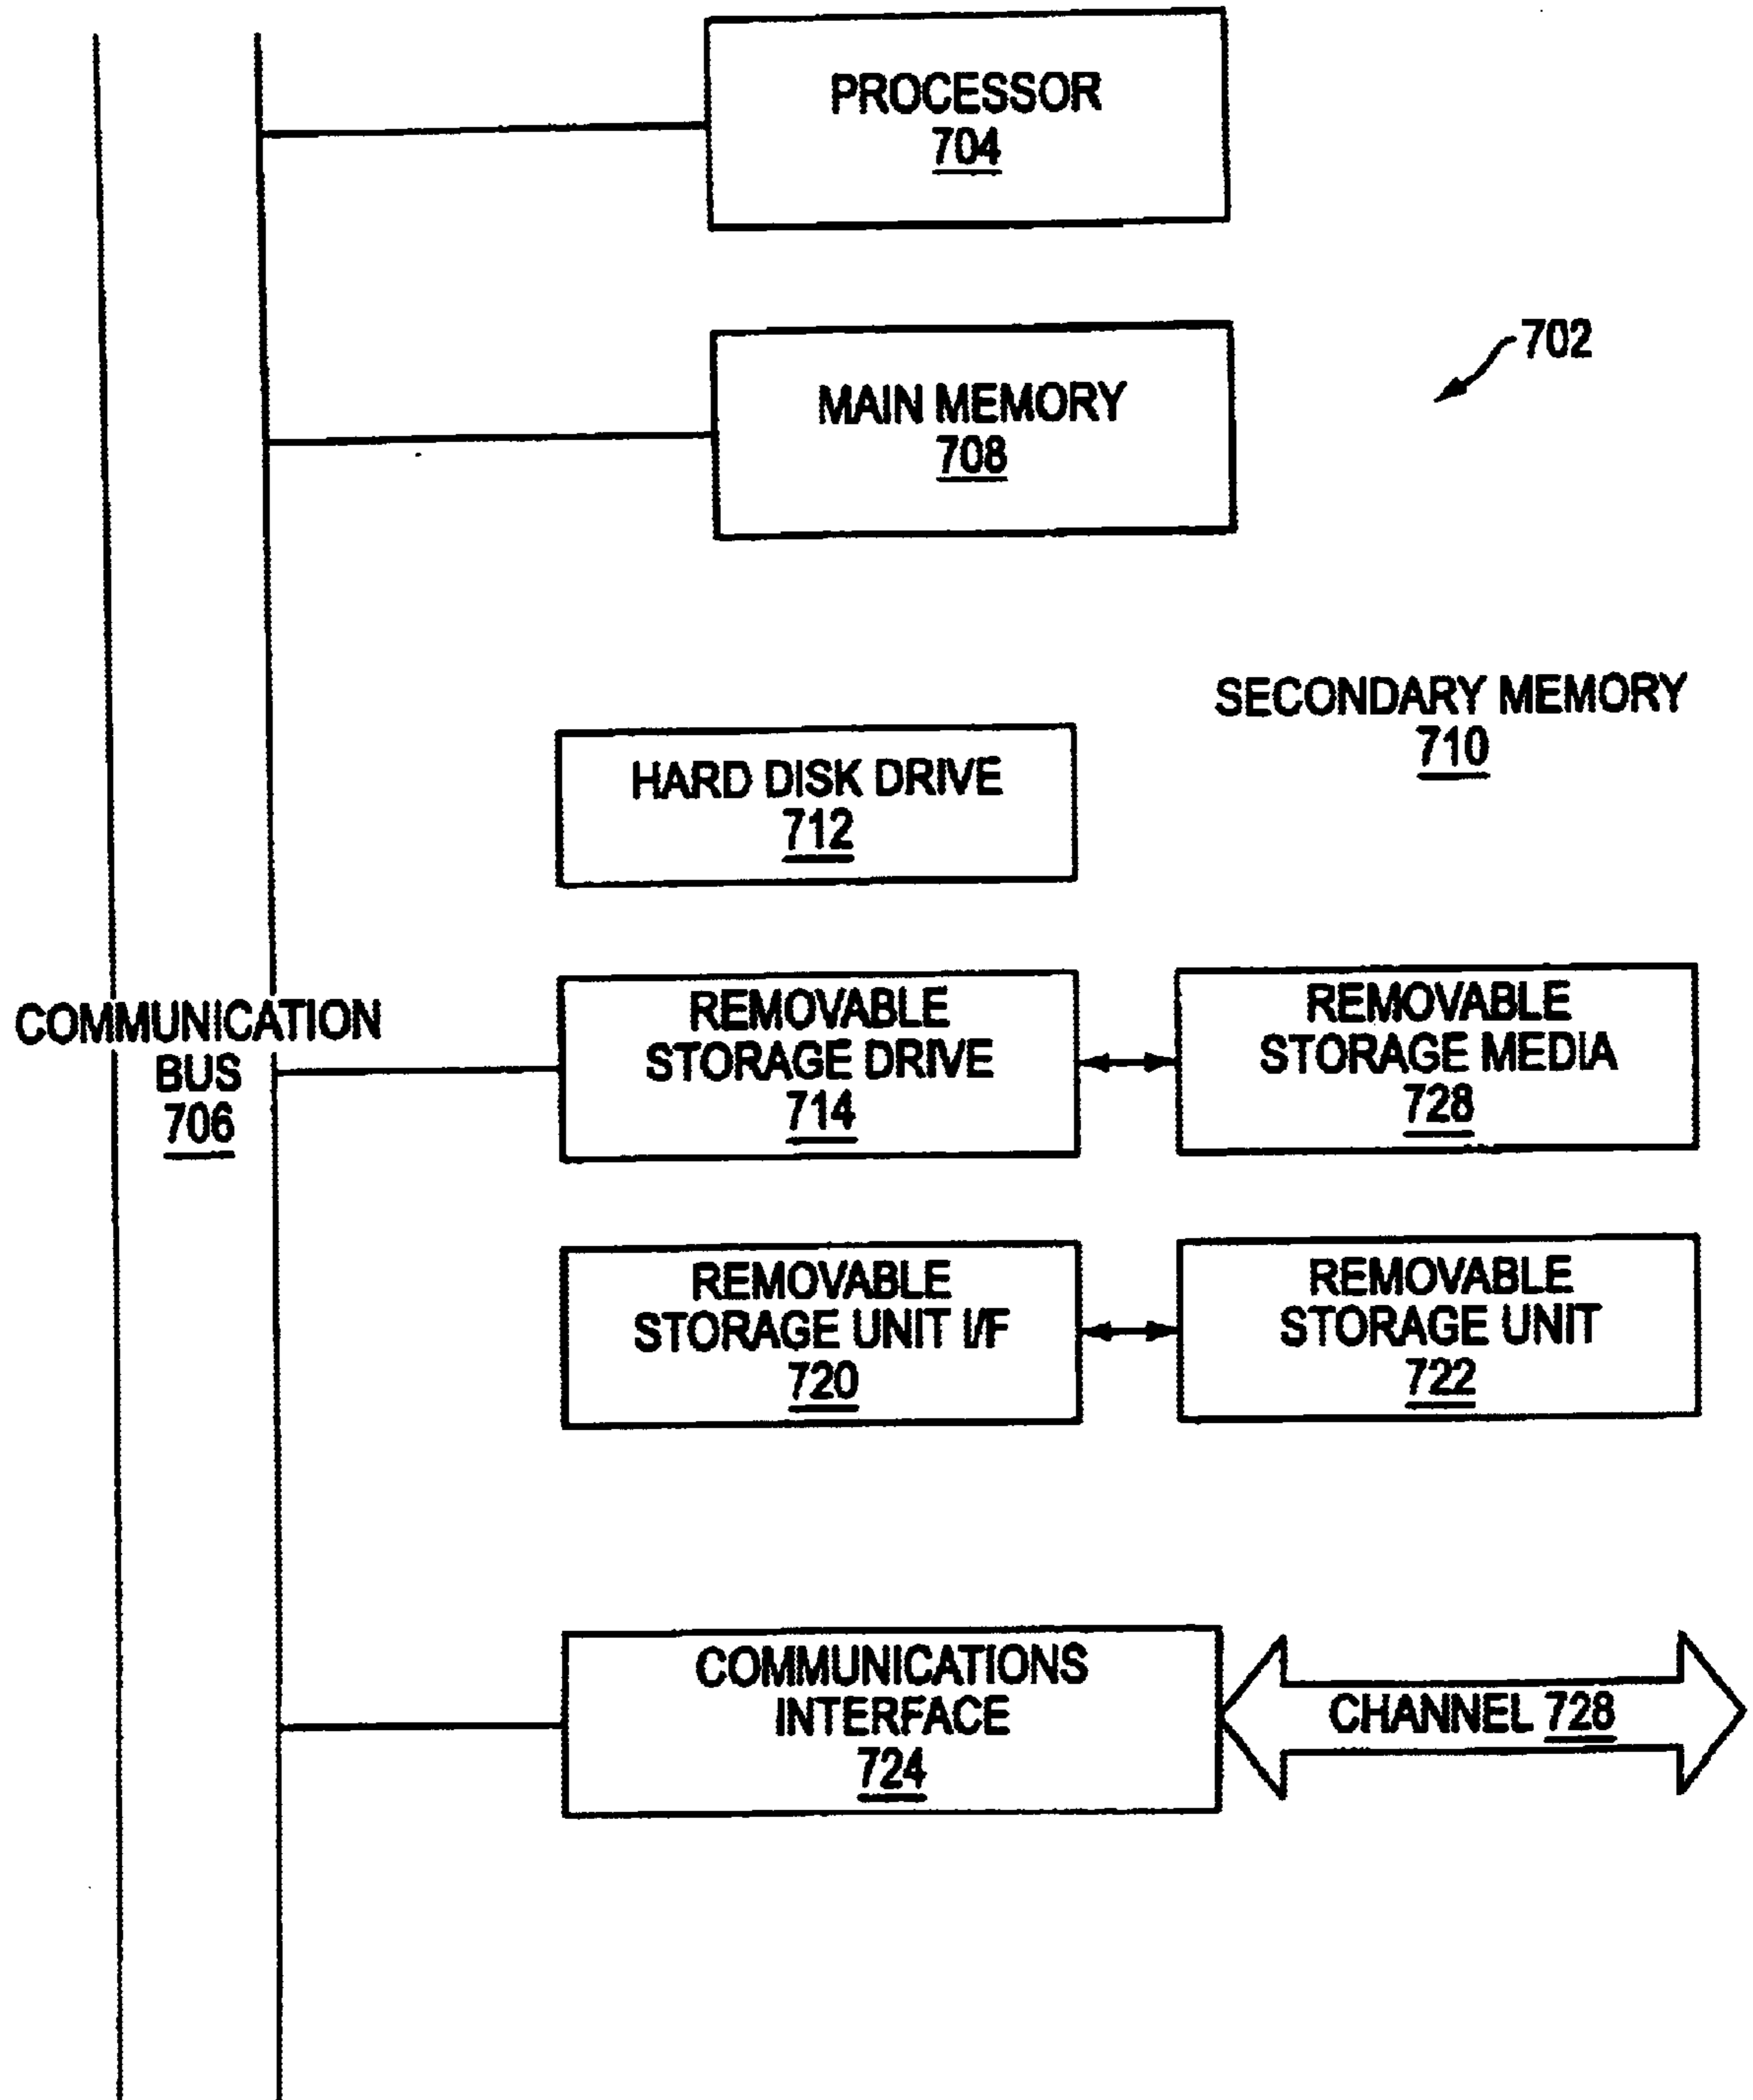 PROCESSOR
704
702
MAIN MEMORY
708
SECONDARY MEMORY
710
HARD DISK DRIVE
712
COMMUNICATION
BUS
706
REMOVABLE
STORAGE DRIVE
714
REMOVABLE
STORAGE MEDIA
728
REMOVABLE
STORAGE UNIT I/F
720
REMOVABLE
STORAGE UNIT
722
COMMUNICATIONS
INTERFACE
724
CHANNEL 728